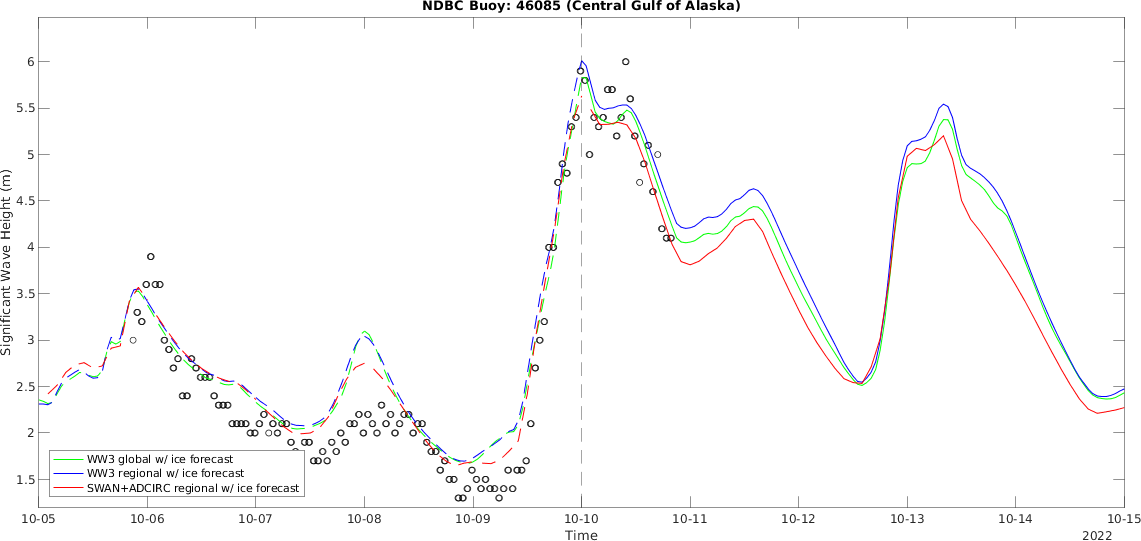 NDBC Buoy: 46085 (Central Gulf of Alaska)
Significant Wave Height (m)
6
5.5
5
4.5
4
3.5
3
2.5
2
1.5
WW3 global w/ ice forecast
WW3 regional w/ ice forecast
SWAN+ADCIRC regional w/ ice forecast
10-05 10-06 10-07 10-08 10-09 10-10 10-11 10-12 10-13 10-14 10-15
Time
2022